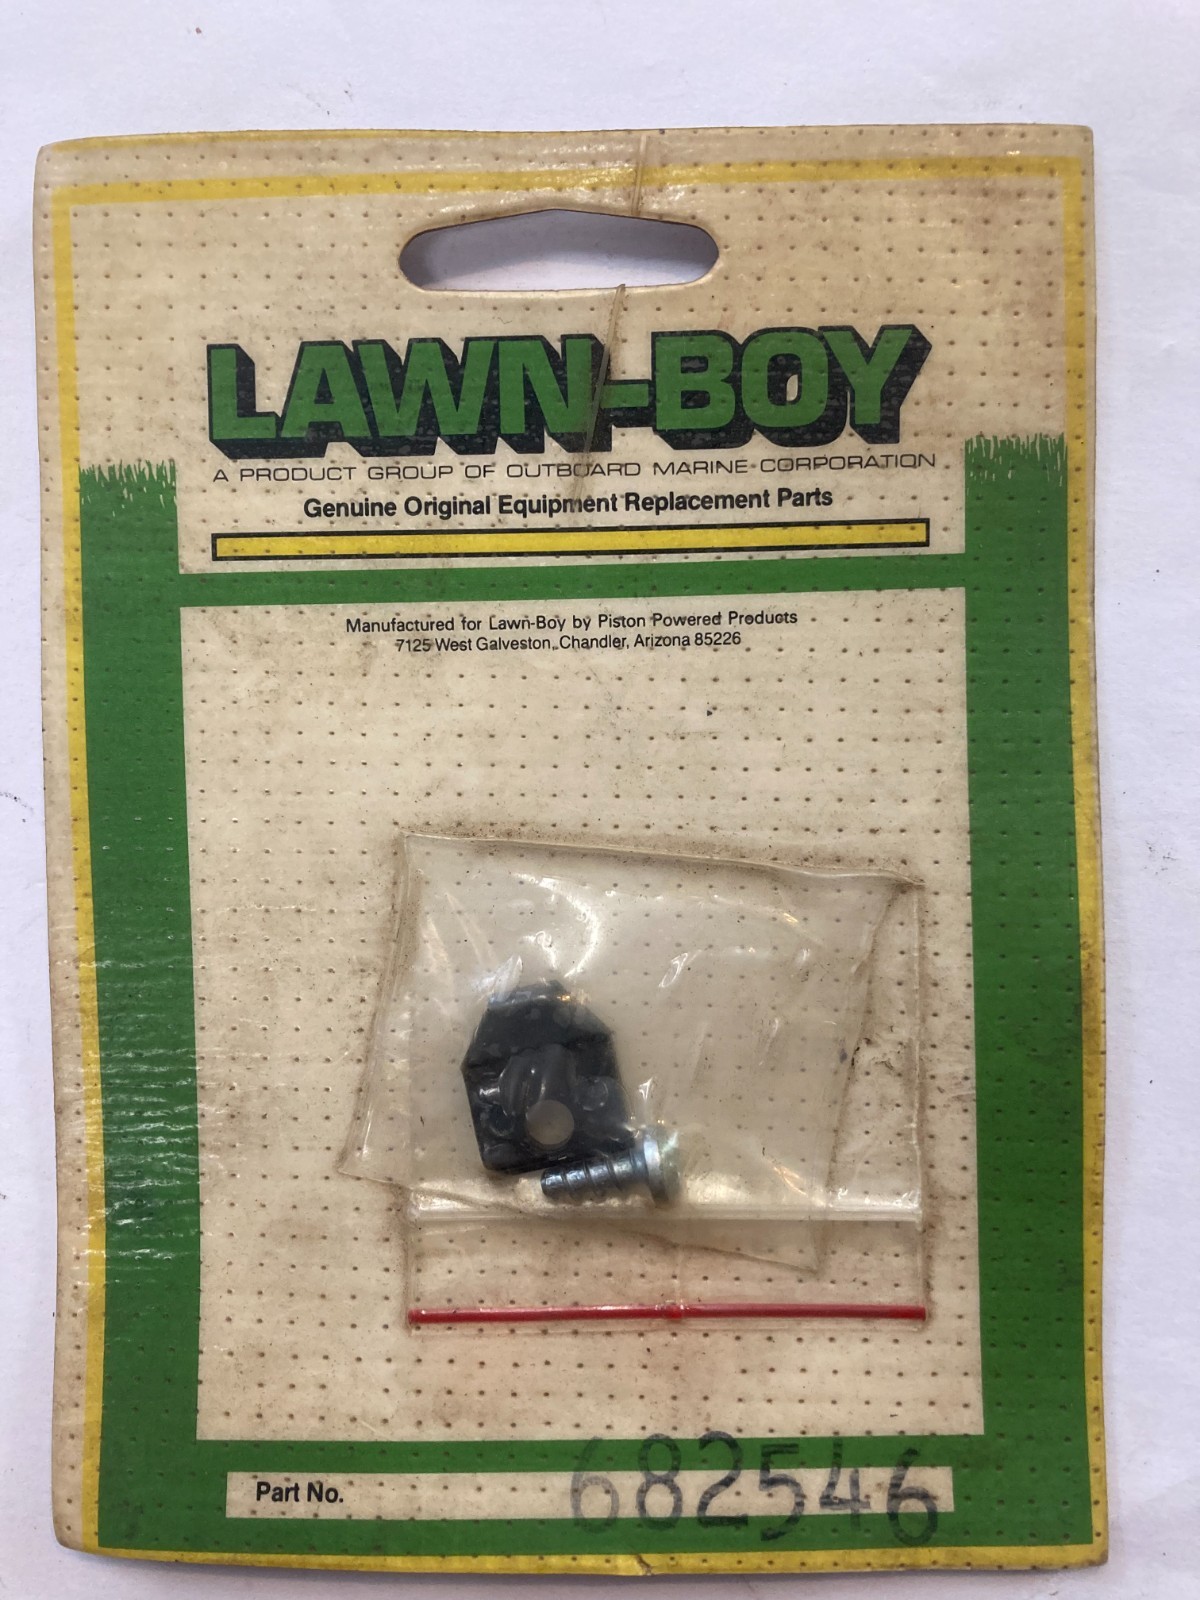 LAWN-BOY
A PRODUCT GROUP OF OUTBOARD MARINE CORPORATION
Genuine Original Equipment Replacement Parts
Manufactured for Lawn-Boy by Piston Powered Products
7125 West Galveston, Chandler, Arizona 85226
Part No. 682546